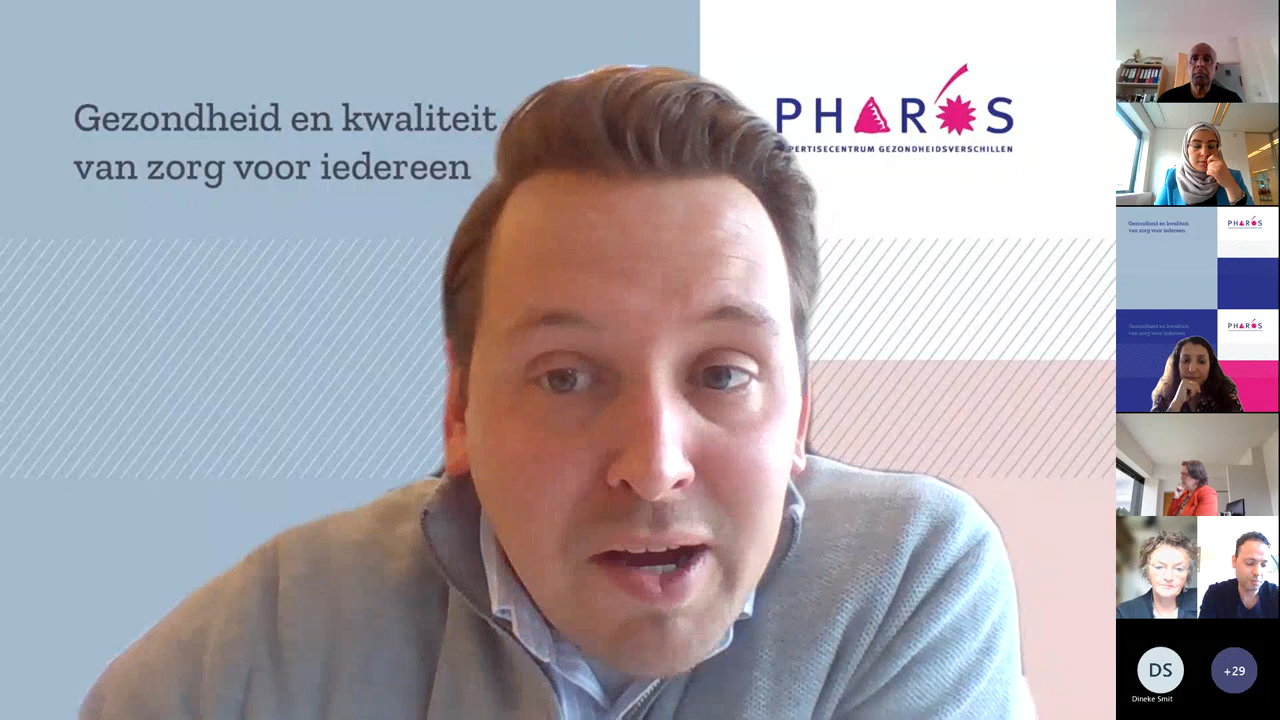 Gezondheid en kwaliteit
van zorg voor iedereen
PHAROS
PERTISECENTRUM GEZONDHEIDSVERSCHILLEN
Gezondheid en kwaliteit
van zorg voor iedereen
PHAROS
Gezondheid en kwaliteit
van zorg voor iedereen
PHAROS
DS
+29
Dineke Smit